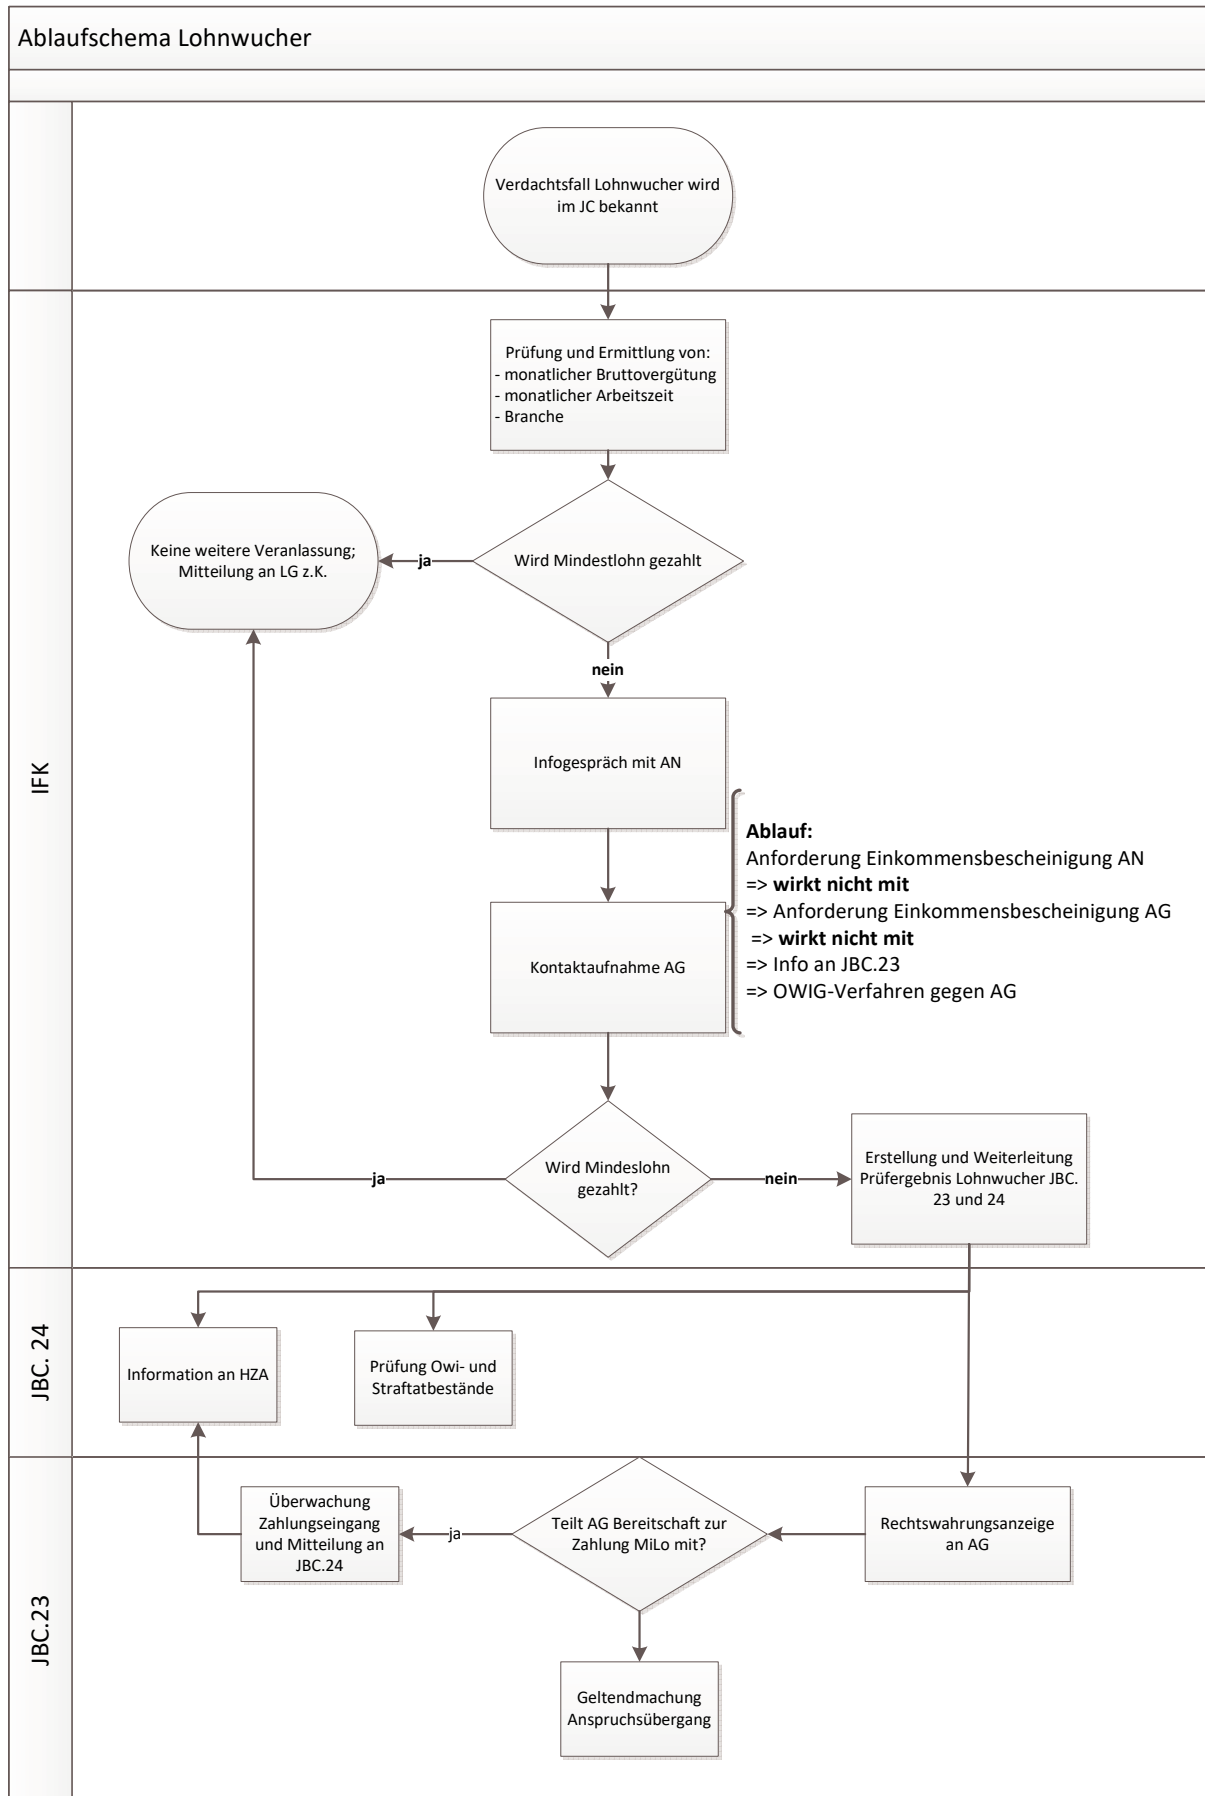 Ablaufschema Lohnwucher
Verdachtsfall Lohnwucher wird
im JC bekannt
IFK
Prüfung und Ermittlung von:
- monatlicher Bruttovergütung
- monatlicher Arbeitszeit
- Branche
Wird Mindestlohn gezahlt
ja
Keine weitere Veranlassung;
Mitteilung an LG z.K.
nein
Infogespräch mit AN
Kontaktaufnahme AG
Ablauf:
Anforderung Einkommensbescheinigung AN
=> wirkt nicht mit
=> Anforderung Einkommensbescheinigung AG
=> wirkt nicht mit
=> Info an JBC.23
=> OWIG-Verfahren gegen AG
Wird Mindeslohn
gezahlt?
ja
nein
Erstellung und Weiterleitung
Prüfergebnis Lohnwucher JBC.
23 und 24
JBC. 24
Information an HZA
Prüfung Owi- und
Straftatbestände
JBC.23
Rechtswahrungsanzeige
an AG
Teilt AG Bereitschaft zur
Zahlung MiLo mit?
ja
Überwachung
Zahlungseingang
und Mitteilung an
JBC.24
Geltendmachung
Anspruchsübergang